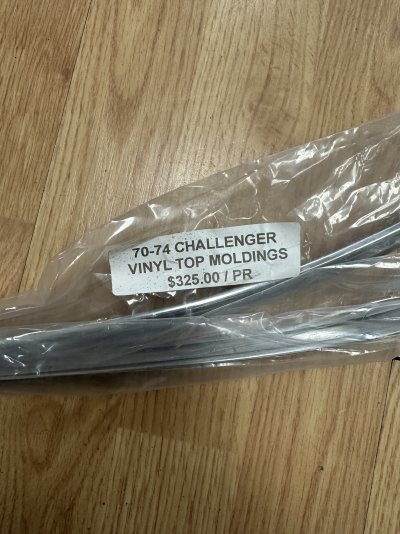 70-74 CHALLENGER
VINYL TOP MOLDINGS
$325.00 / PR